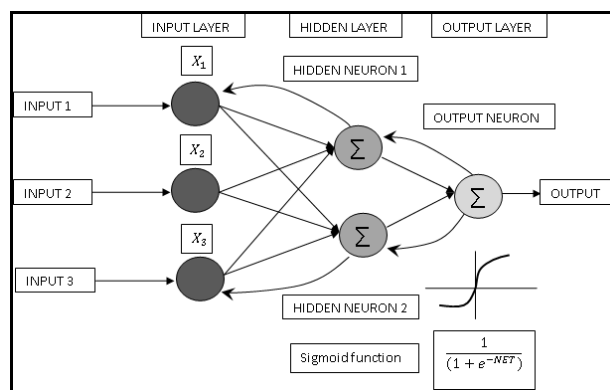 INPUT LAYER
HIDDEN LAYER
OUTPUT LAYER
X₁
HIDDEN NEURON 1
INPUT 1
OUTPUT NEURON
X₂
Σ
INPUT 2
Σ
OUTPUT
X₃
Σ
INPUT 3
HIDDEN NEURON 2
Sigmoid function
1
(1 + e^{-NET})